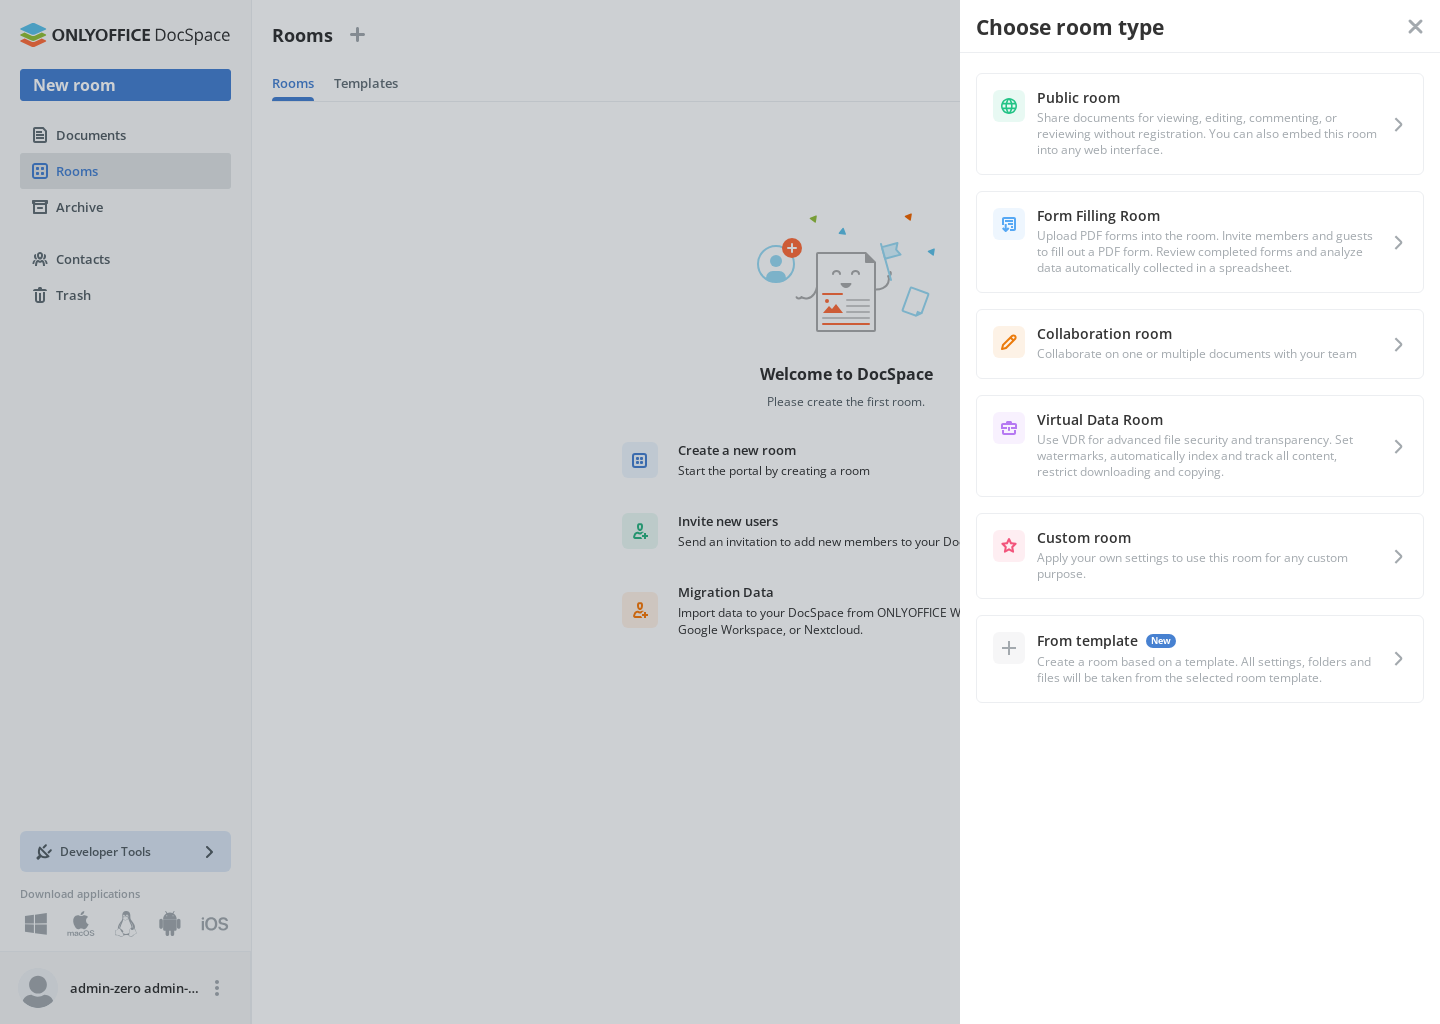 ONLYOFFICE DocSpace
New room
Documents
Rooms
Archive
Contacts
Trash
Developer Tools
Download applications
macOS
iOS
admin-zero admin-...
Rooms
Rooms Templates
Welcome to DocSpace
Please create the first room.
Create a new room
Start the portal by creating a room
Invite new users
Send an invitation to add new members to your Do
Migration Data
Import data to your DocSpace from ONLYOFFICE W
Google Workspace, or Nextcloud.
Choose room type
Public room
Share documents for viewing, editing, commenting, or
reviewing without registration. You can also embed this room
into any web interface.
Form Filling Room
Upload PDF forms into the room. Invite members and guests
to fill out a PDF form. Review completed forms and analyze
data automatically collected in a spreadsheet.
Collaboration room
Collaborate on one or multiple documents with your team
Virtual Data Room
Use VDR for advanced file security and transparency. Set
watermarks, automatically index and track all content,
restrict downloading and copying.
Custom room
Apply your own settings to use this room for any custom
purpose.
From template New
Create a room based on a template. All settings, folders and
files will be taken from the selected room template.